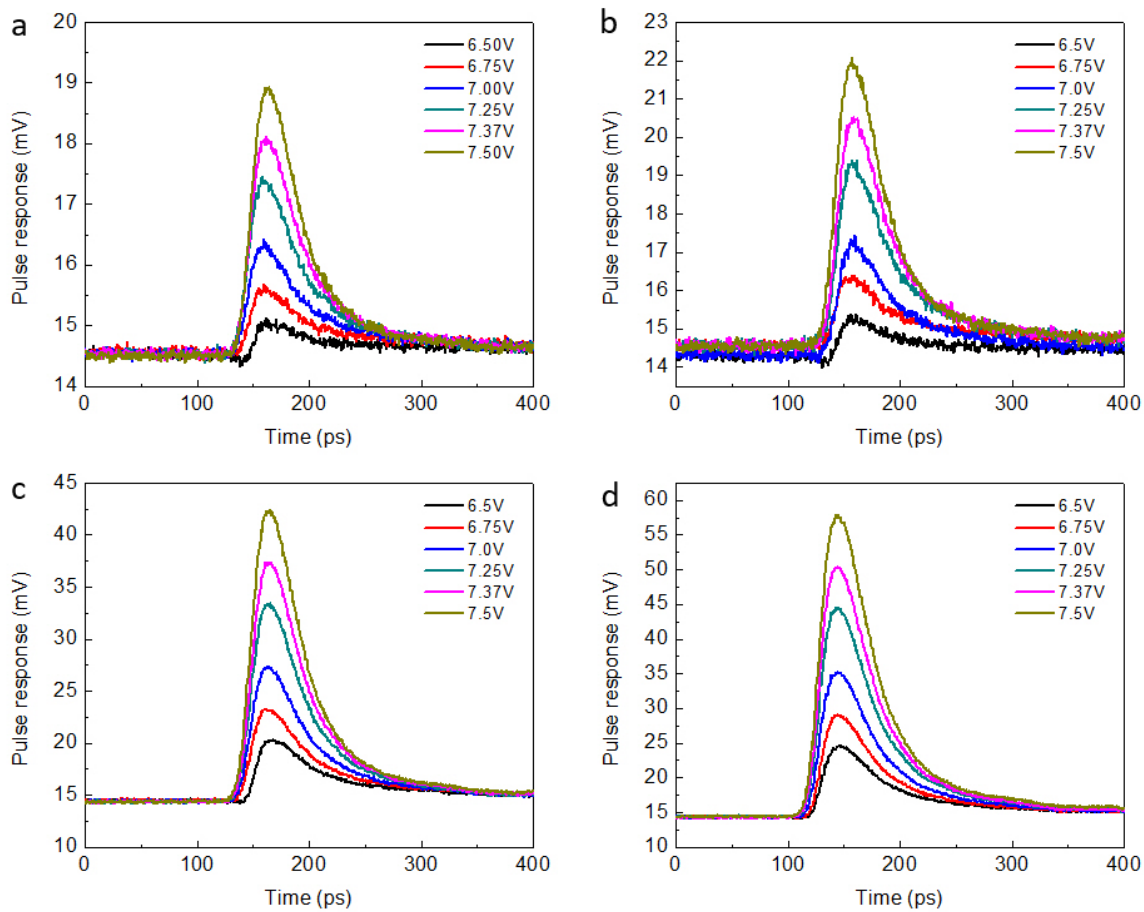 a
20
19
18
17
16
15
14
Pulse response (mV)
0 100 200 300 400
Time (ps)
6.50V
6.75V
7.00V
7.25V
7.37V
7.50V
b
23
22
21
20
19
18
17
16
15
14
Pulse response (mV)
0 100 200 300 400
Time (ps)
6.5V
6.75V
7.0V
7.25V
7.37V
7.5V
c
45
40
35
30
25
20
15
10
Pulse response (mV)
0 100 200 300 400
Time (ps)
6.5V
6.75V
7.0V
7.25V
7.37V
7.5V
d
60
55
50
45
40
35
30
25
20
15
10
Pulse response (mV)
0 100 200 300 400
Time (ps)
6.5V
6.75V
7.0V
7.25V
7.37V
7.5V